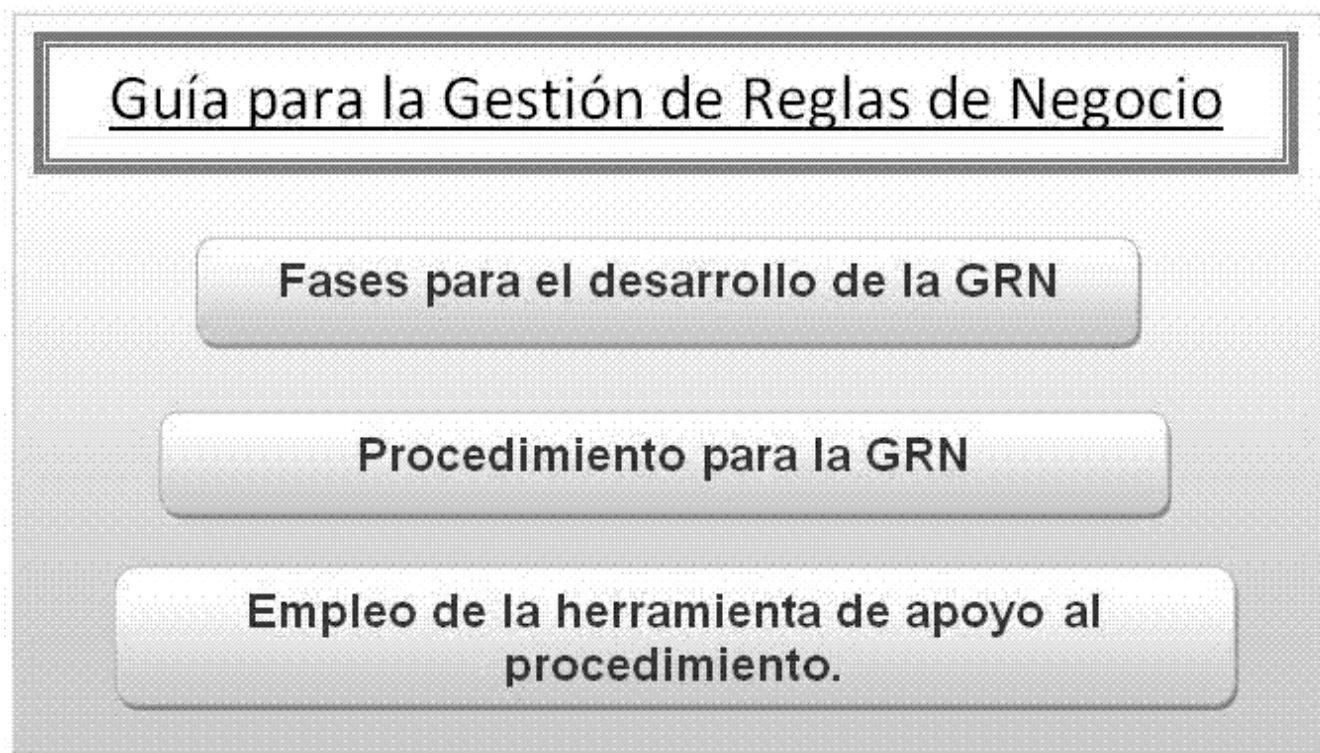 Guía para la Gestión de Reglas de Negocio
Fases para el desarrollo de la GRN
Procedimiento para la GRN
Empleo de la herramienta de apoyo al
procedimiento.